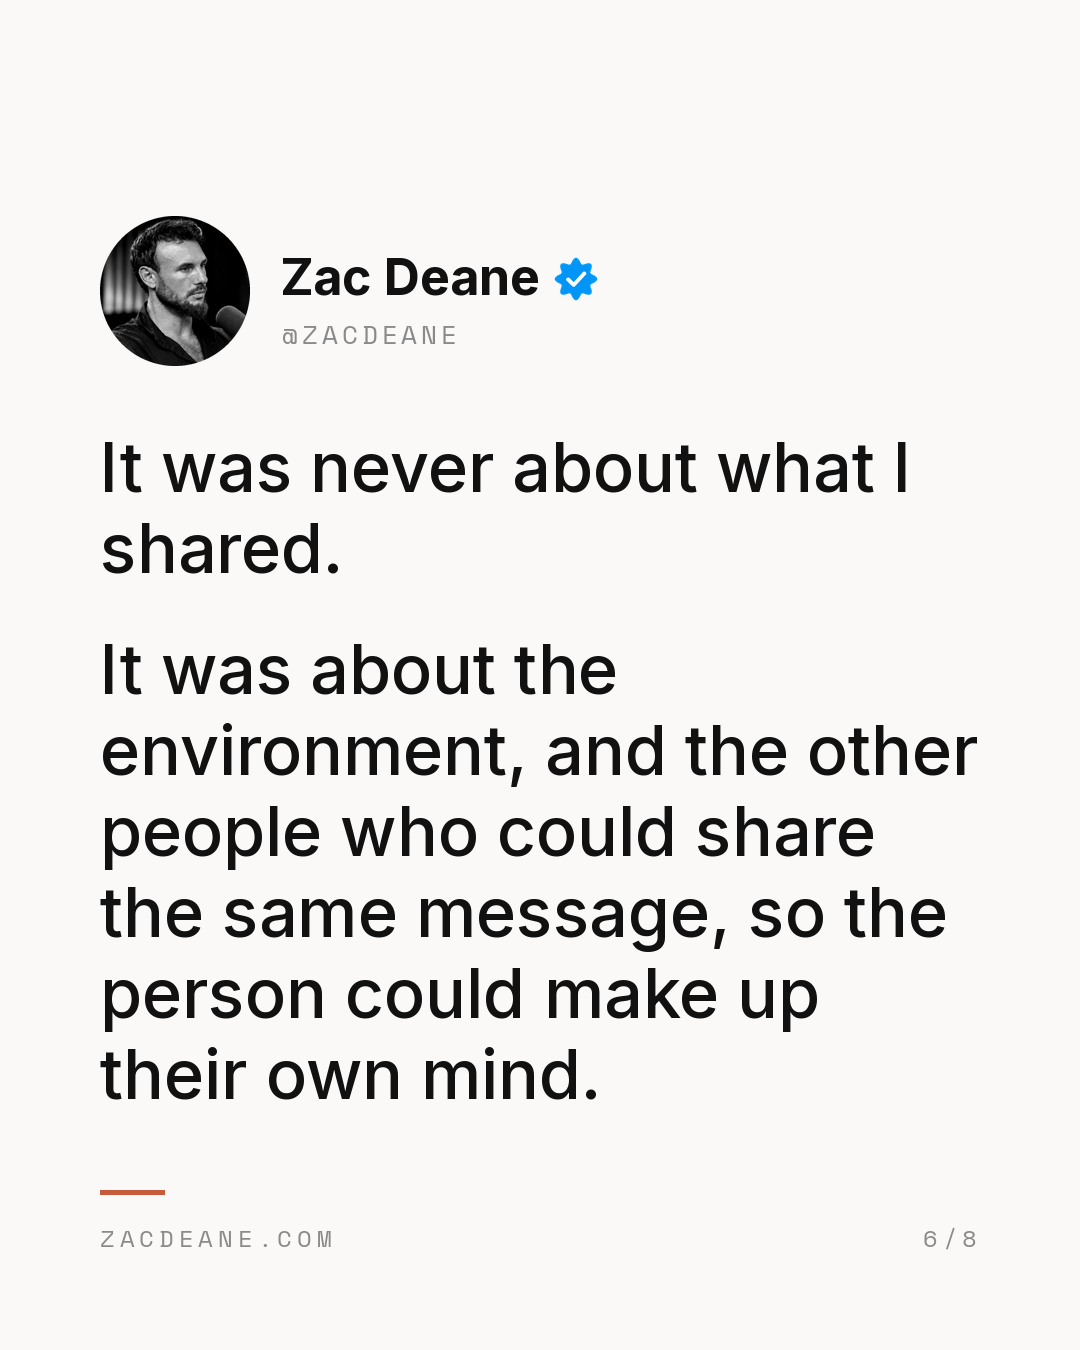 Zac Deane
@ZACDEANE
It was never about what I
shared.
It was about the
environment, and the other
people who could share
the same message, so the
person could make up
their own mind.
ZACDEANE.COM
6/8